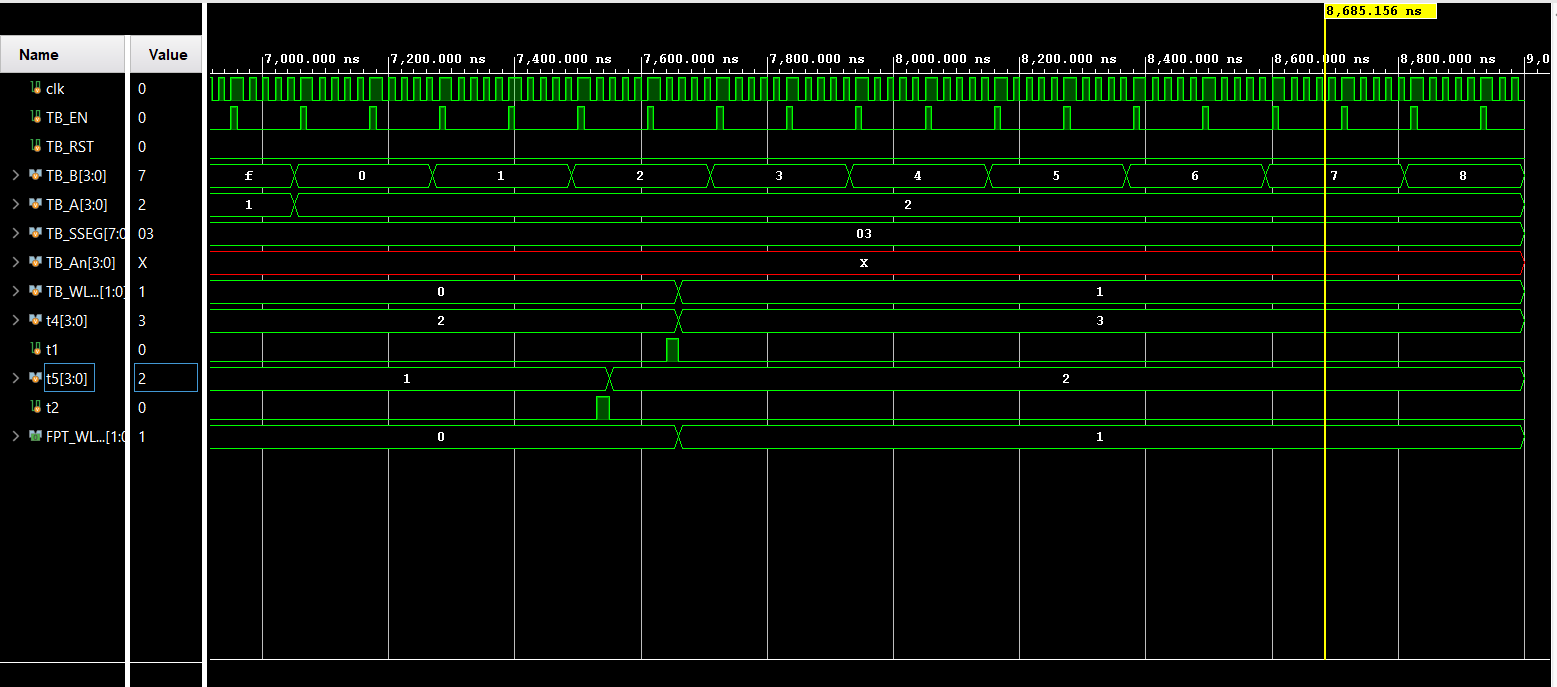 8,685.156 ns
Name Value
7,000.000 ns 7,200.000 ns 7,400.000 ns 7,600.000 ns 7,800.000 ns 8,000.000 ns 8,200.000 ns 8,400.000 ns 8,600.000 ns 8,800.000 ns 9,0
clk 0
TB_EN 0
TB_RST 0
TB_B[3:0] 7 f 0 1 2 3 4 5 6 7 8
TB_A[3:0] 2 1 2
TB_SSEG[7:0 03 03
TB_An[3:0] X X
TB_WL...[1:0] 1 0 1
t4[3:0] 3 2 3
t1 0
t5[3:0] 2 1 2
t2 0
FPT_WL...[1:0 1 0 1